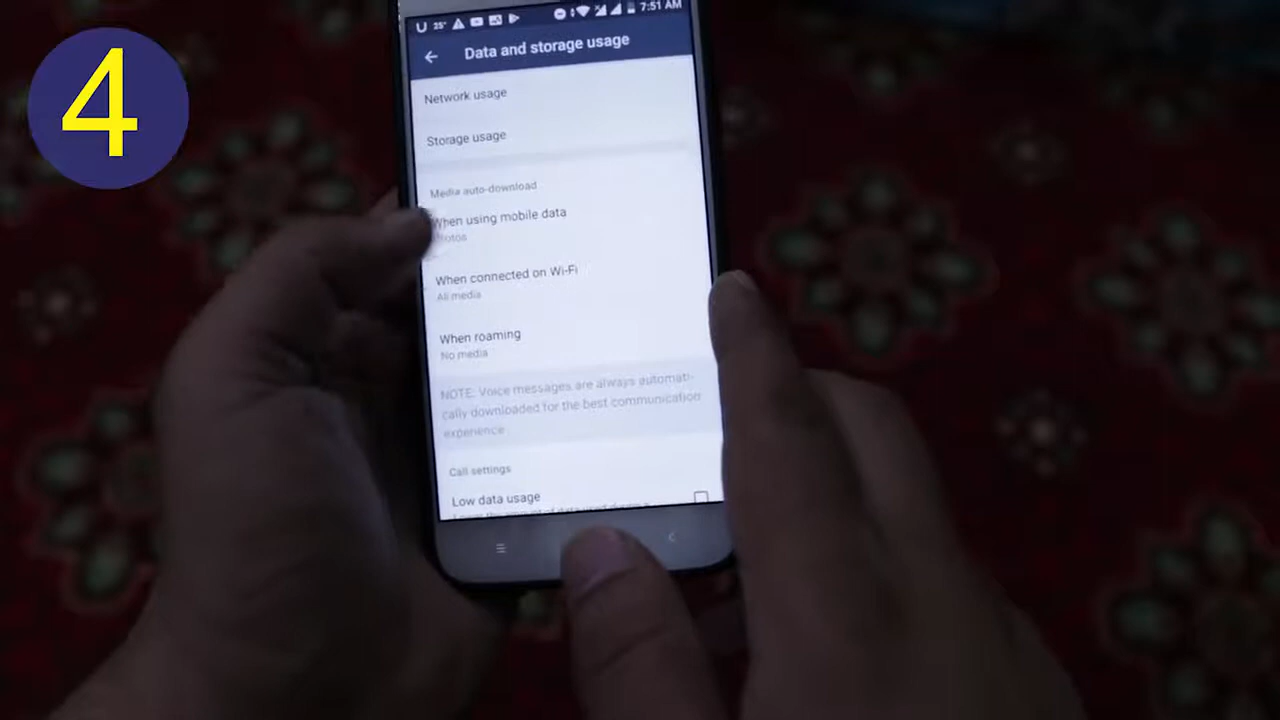 4
25° 7:51 AM
Data and storage usage
Network usage
Storage usage
Media auto-download
When using mobile data
Photos
When connected on Wi-Fi
All media
When roaming
No media
NOTE: Voice messages are always automati-
cally downloaded for the best communication
experience.
Call settings
Low data usage